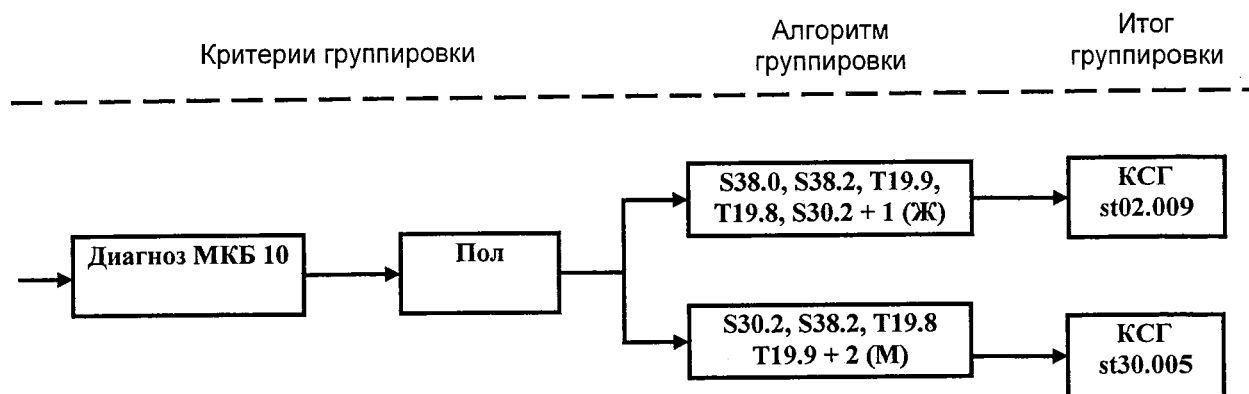 Критерии группировки
Алгоритм
группировки
Итог
группировки
Диагноз МКБ 10
Пол
S38.0, S38.2, T19.9,
T19.8, S30.2 + 1 (Ж)
КСГ
st02.009
S30.2, S38.2, T19.8
T19.9 + 2 (М)
КСГ
st30.005